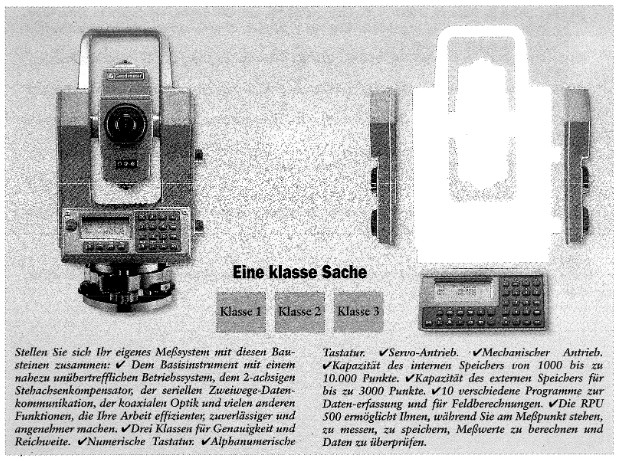 Geodimeter
Eine klasse Sache
Klasse 1 Klasse 2 Klasse 3
Stellen Sie sich Ihr eigenes Meßsystem mit diesen Bau-
steinen zusammen: ✔ Dem Basisinstrument mit einem
nahezu unübertrefflichen Betriebssystem, dem 2-achsigen
Stehachsenkompensator, der seriellen Zweiwege-Daten-
kommunikation, der koaxialen Optik und vielen anderen
Funktionen, die Ihre Arbeit effizienter, zuverlässiger und
angenehmer machen. ✔Drei Klassen für Genauigkeit und
Reichweite. ✔Numerische Tastatur. ✔Alphanumerische
Tastatur. ✔Servo-Antrieb. ✔Mechanischer Antrieb.
✔Kapazität des internen Speichers von 1000 bis zu
10.000 Punkte. ✔Kapazität des externen Speichers für
bis zu 3000 Punkte. ✔10 verschiedene Programme zur
Daten-erfassung und für Feldberechnungen. ✔Die RPU
500 ermöglicht Ihnen, während Sie am Meßpunkt stehen,
zu messen, zu speichern, Meßwerte zu berechnen und
Daten zu überprüfen.